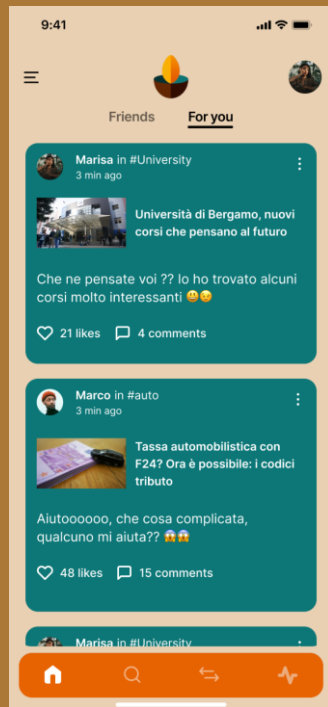 9:41
Friends For you
Marisa in #University
3 min ago
Università di Bergamo, nuovi
corsi che pensano al futuro
Che ne pensate voi ?? Io ho trovato alcuni
corsi molto interessanti 😀😉
21 likes 4 comments
Marco in #auto
3 min ago
Tassa automobilistica con
F24? Ora è possibile: i codici
tributo
Aiutoooooo, che cosa complicata,
qualcuno mi aiuta?? 😱😱
48 likes 15 comments
Marisa in #University